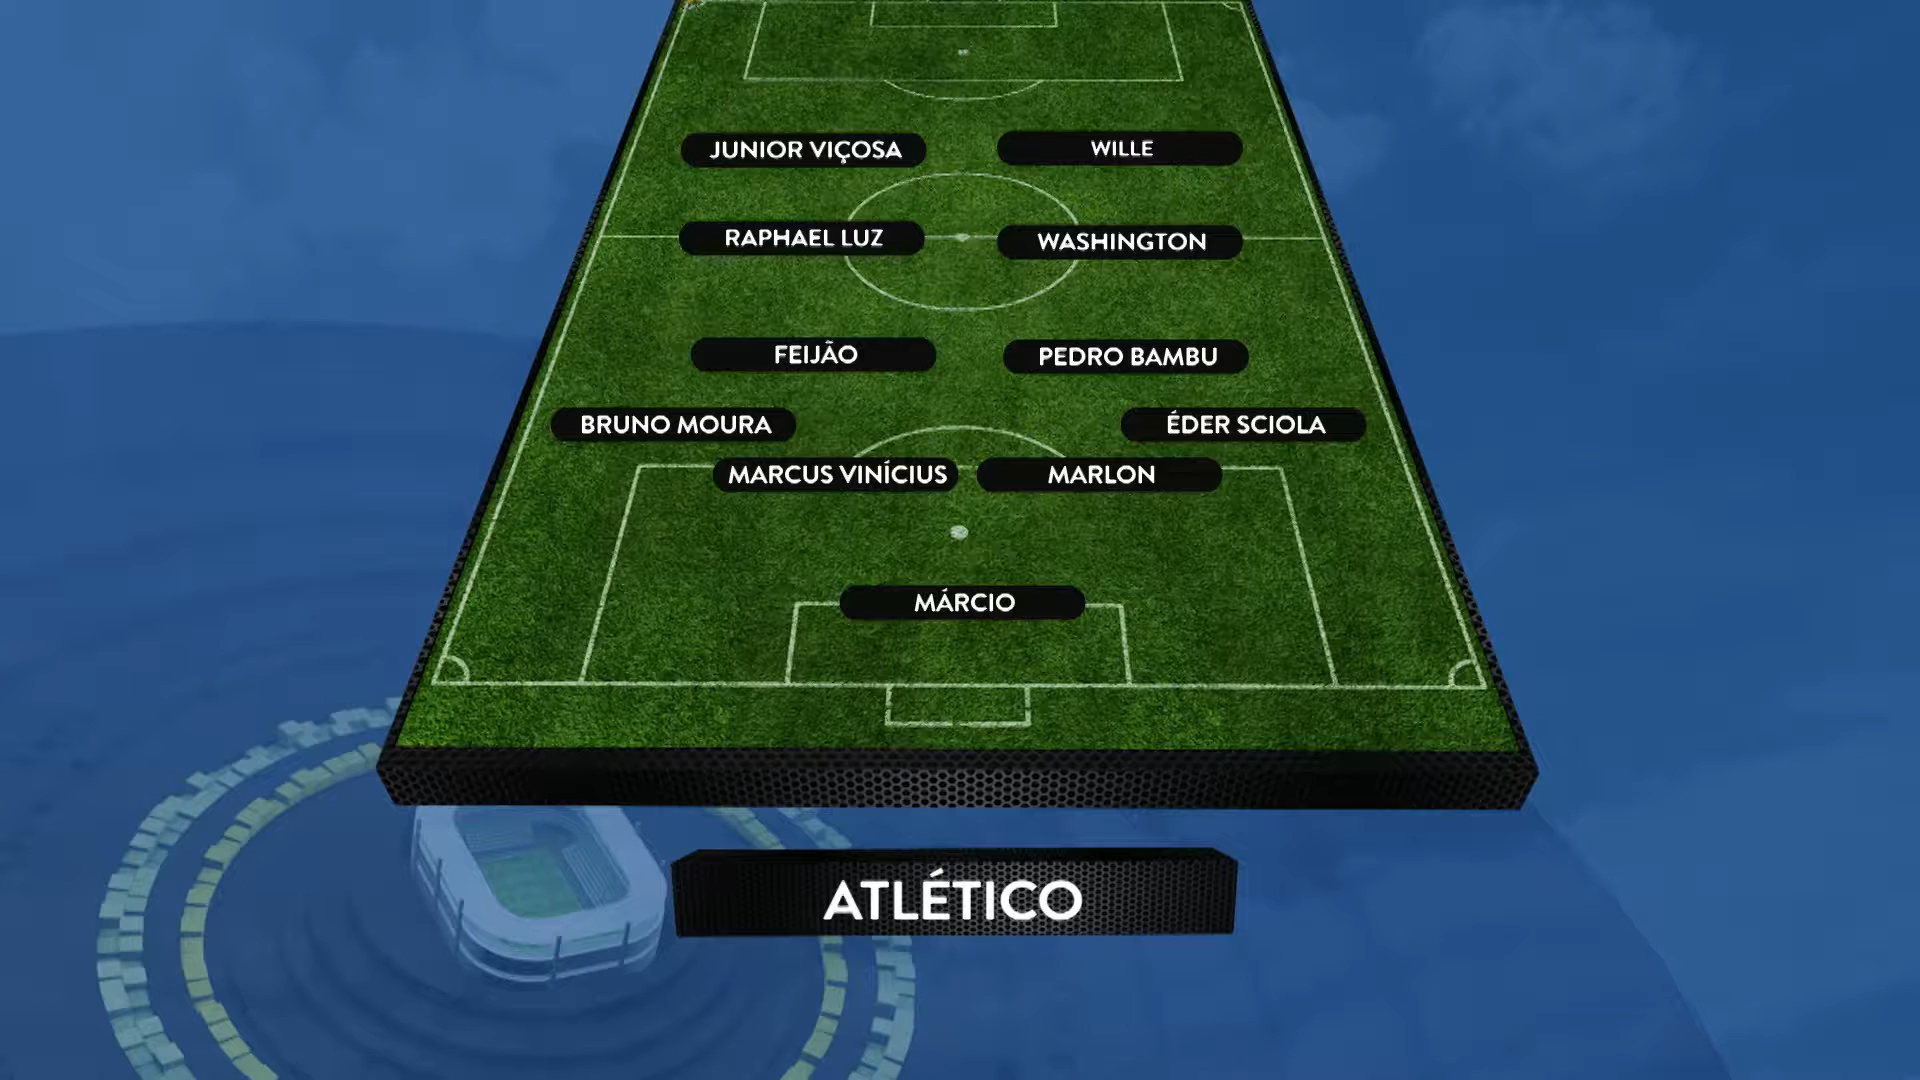 JUNIOR VIÇOSA
WILLE
RAPHAEL LUZ
WASHINGTON
FEIJÃO
PEDRO BAMBU
BRUNO MOURA
ÉDER SCIOLA
MARCUS VINÍCIUS
MARLON
MÁRCIO
ATLÉTICO